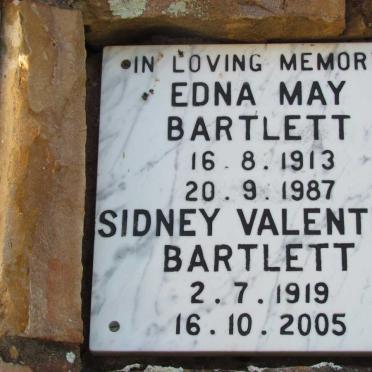 IN LOVING MEMOR
EDNA MAY
BARTLETT
16.8.1913
20.9.1987
SIDNEY VALENT
BARTLETT
2.7.1919
16.10.2005